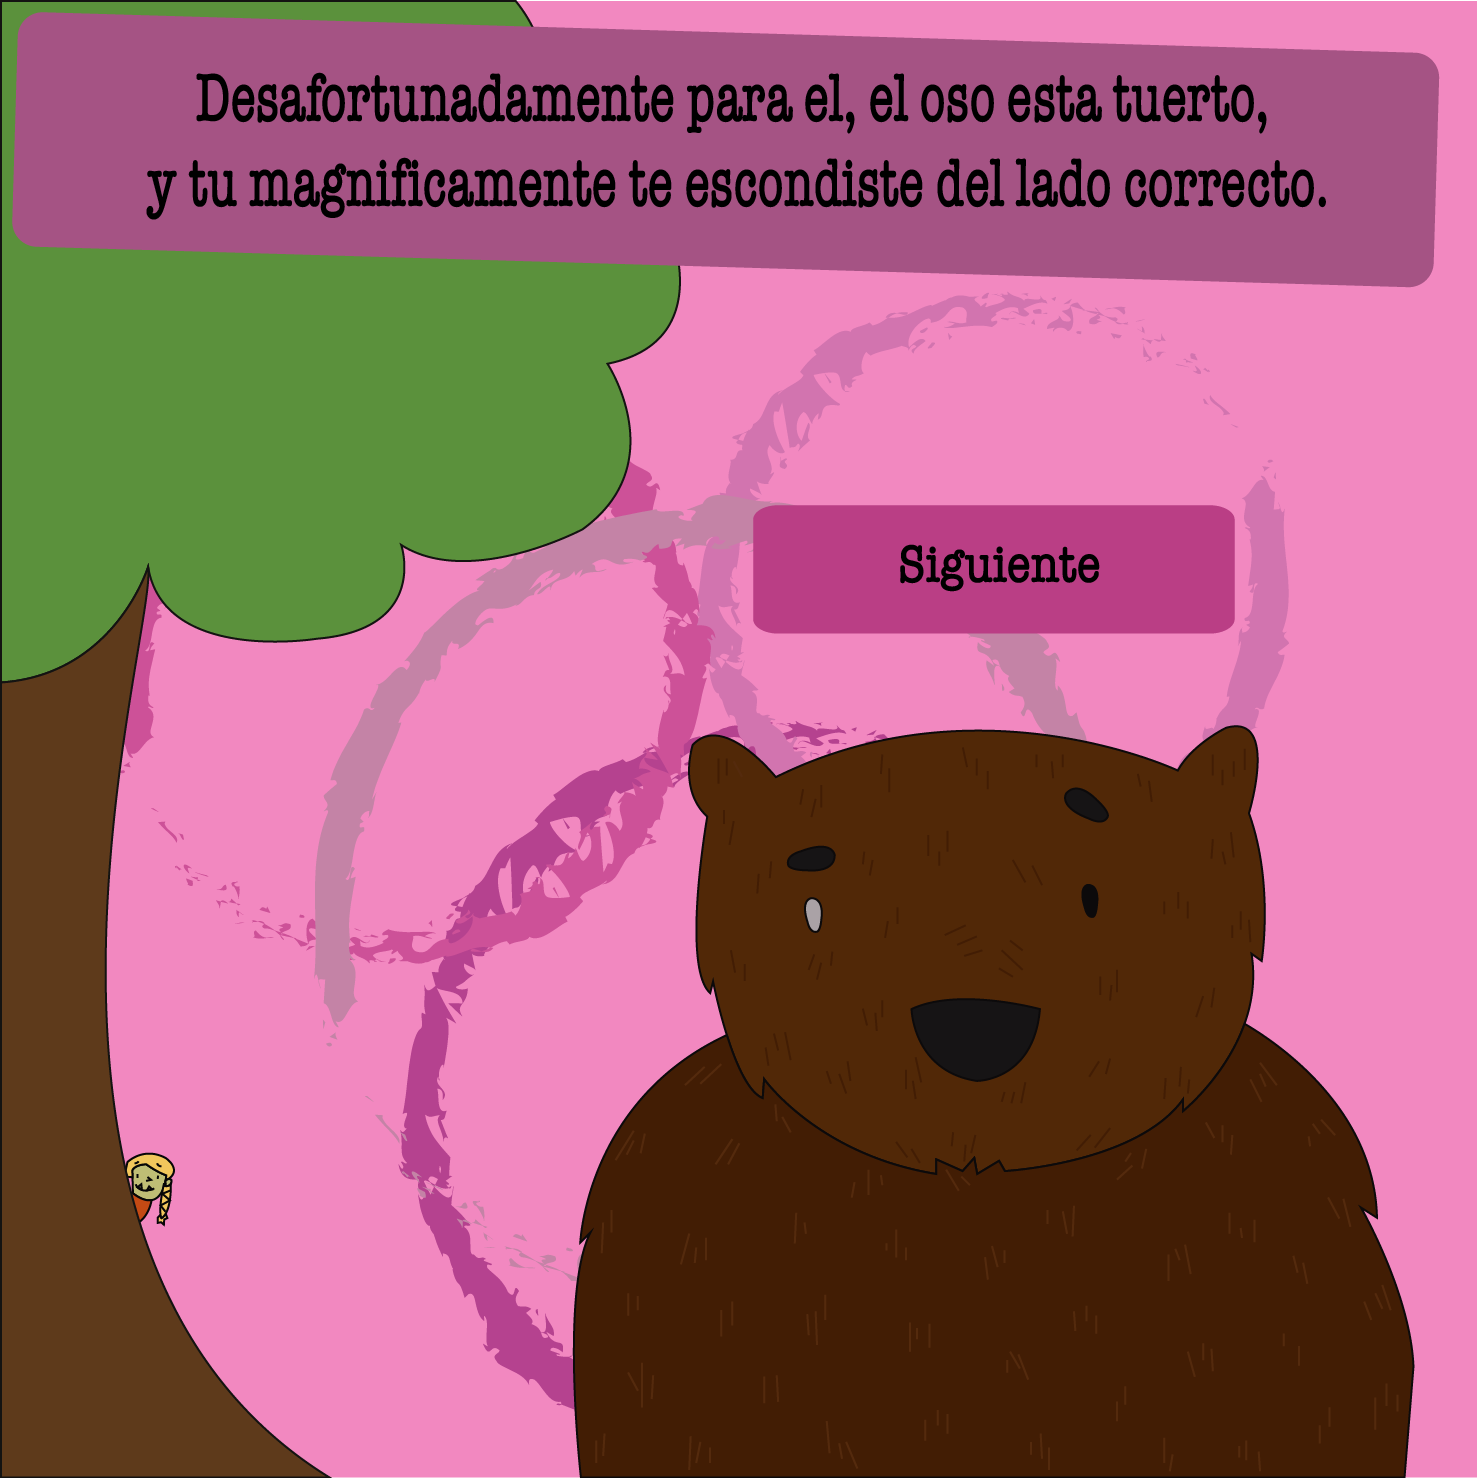 Desafortunadamente para el, el oso esta tuerto,
y tu magnificamente te escondiste del lado correcto.
Siguiente